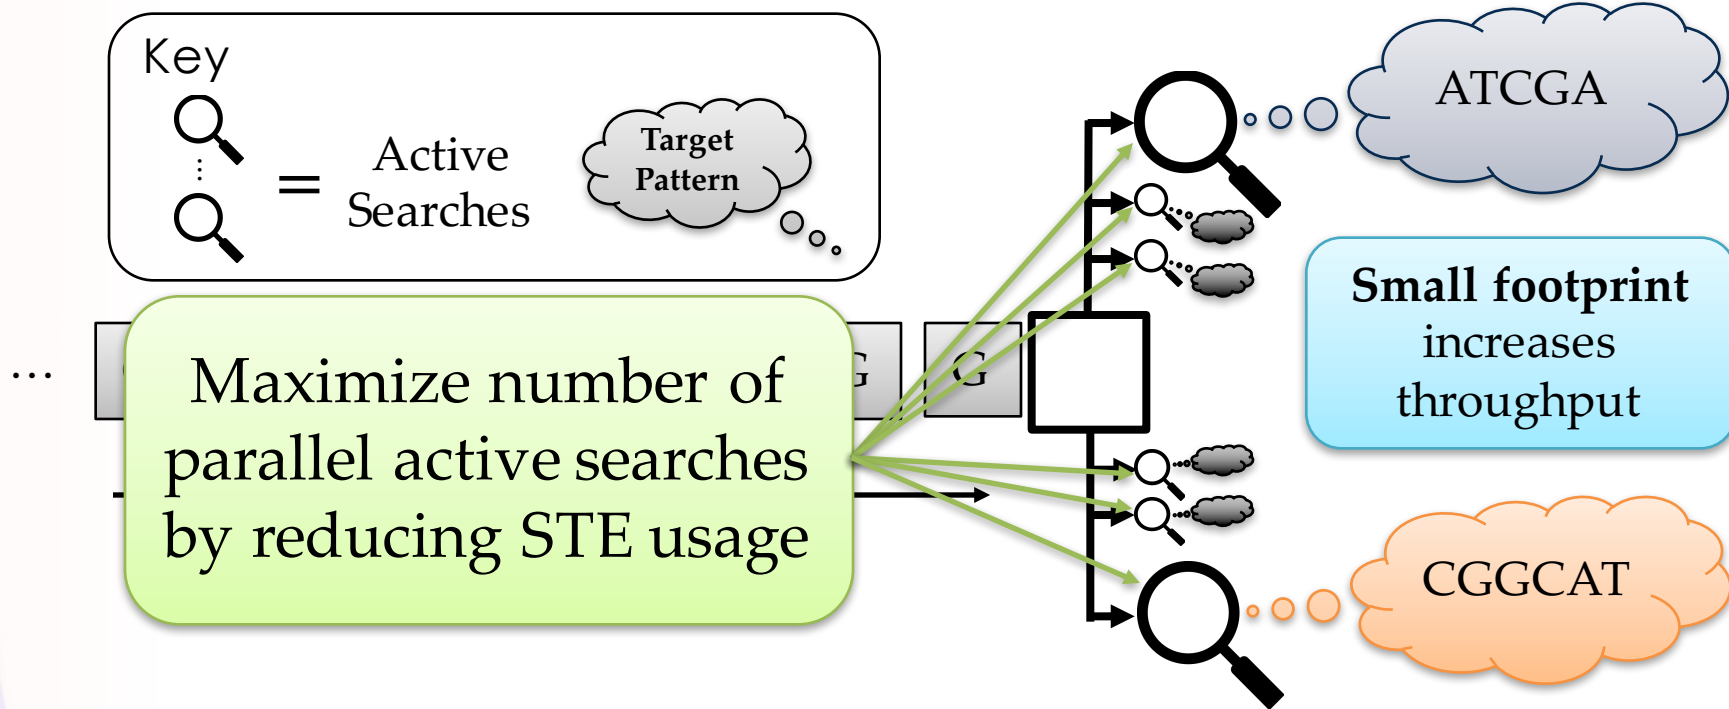 Key
⋮
= Active
Searches
Target
Pattern
ATCGA
Small footprint
increases
throughput
...
G
G
Maximize number of
parallel active searches
by reducing STE usage
CGGCAT